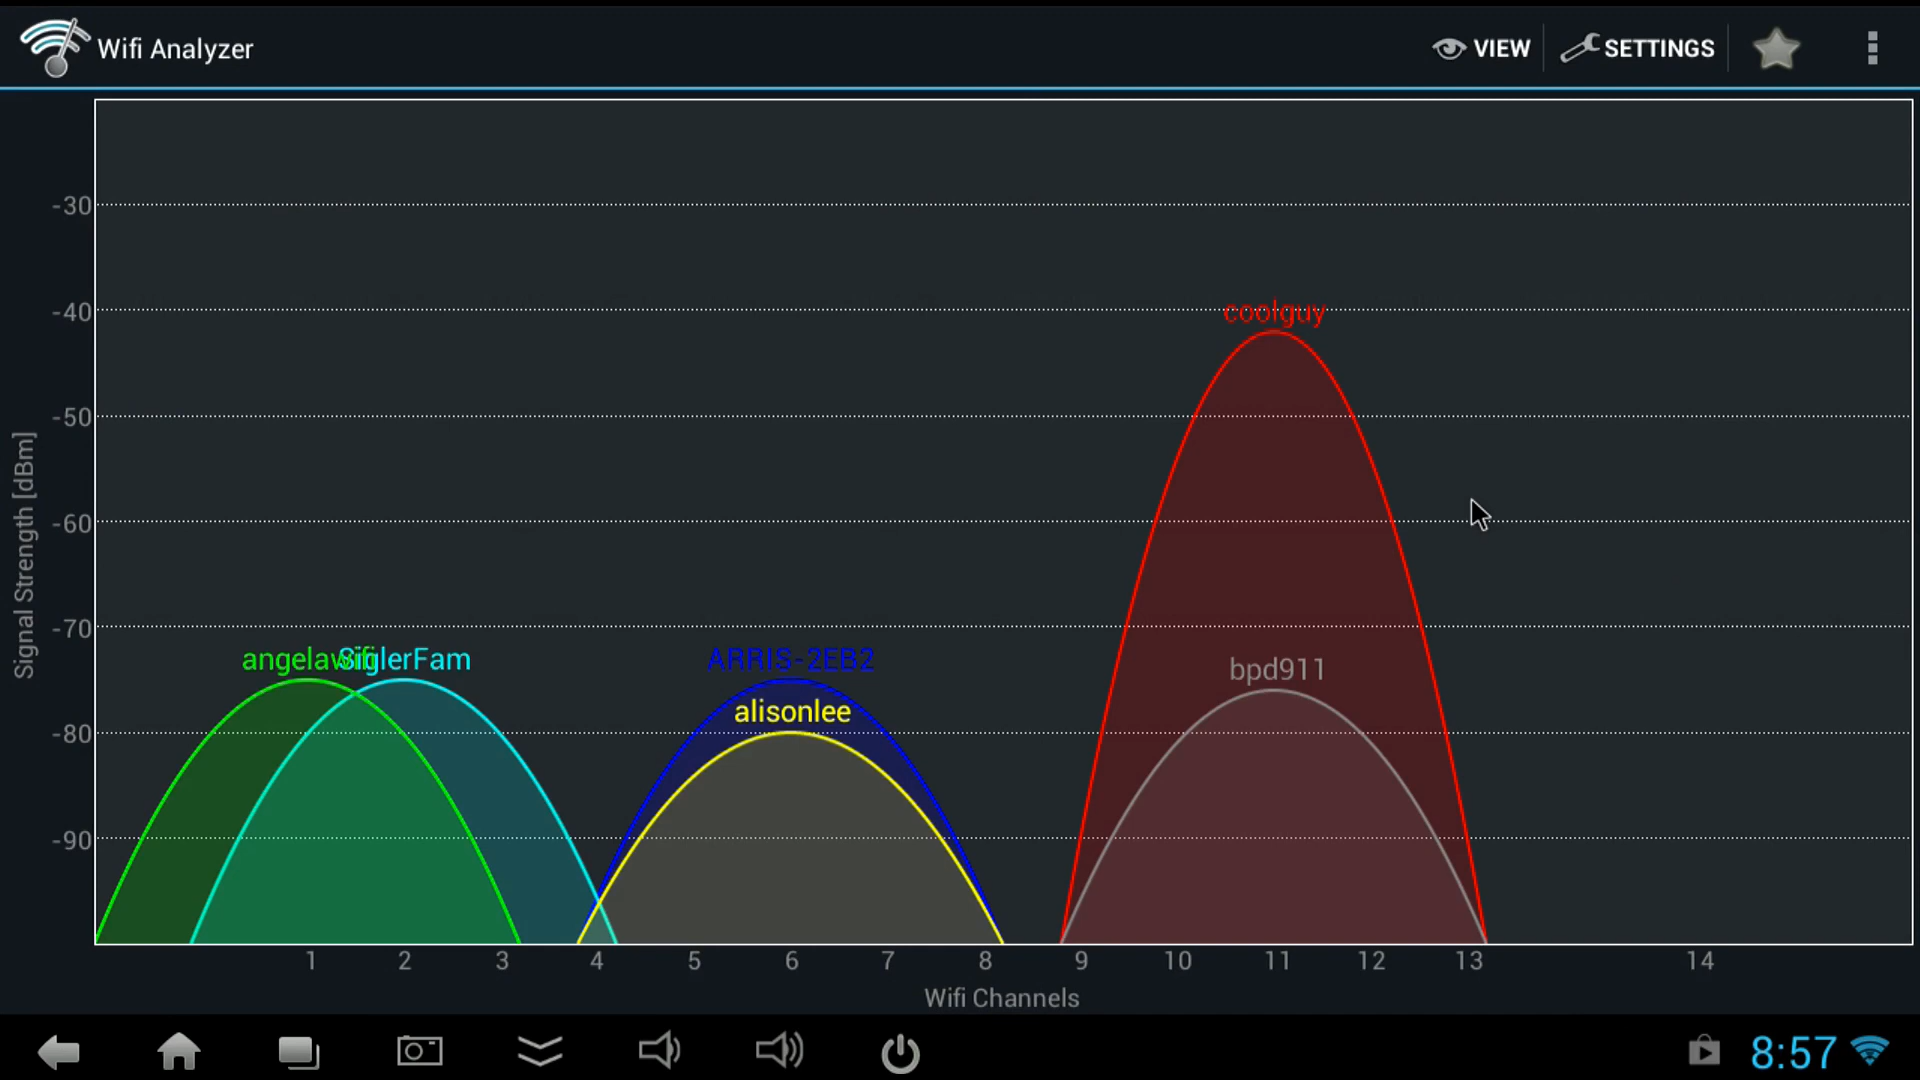 Wifi Analyzer
VIEW
SETTINGS
-30
-40
-50
-60
-70
-80
-90
Signal Strength [dBm]
coolguy
angelawifi
SiglerFam
ARRIS-2EB2
bpd911
alisonlee
1 2 3 4 5 6 7 8 9 10 11 12 13 14
Wifi Channels
8:57